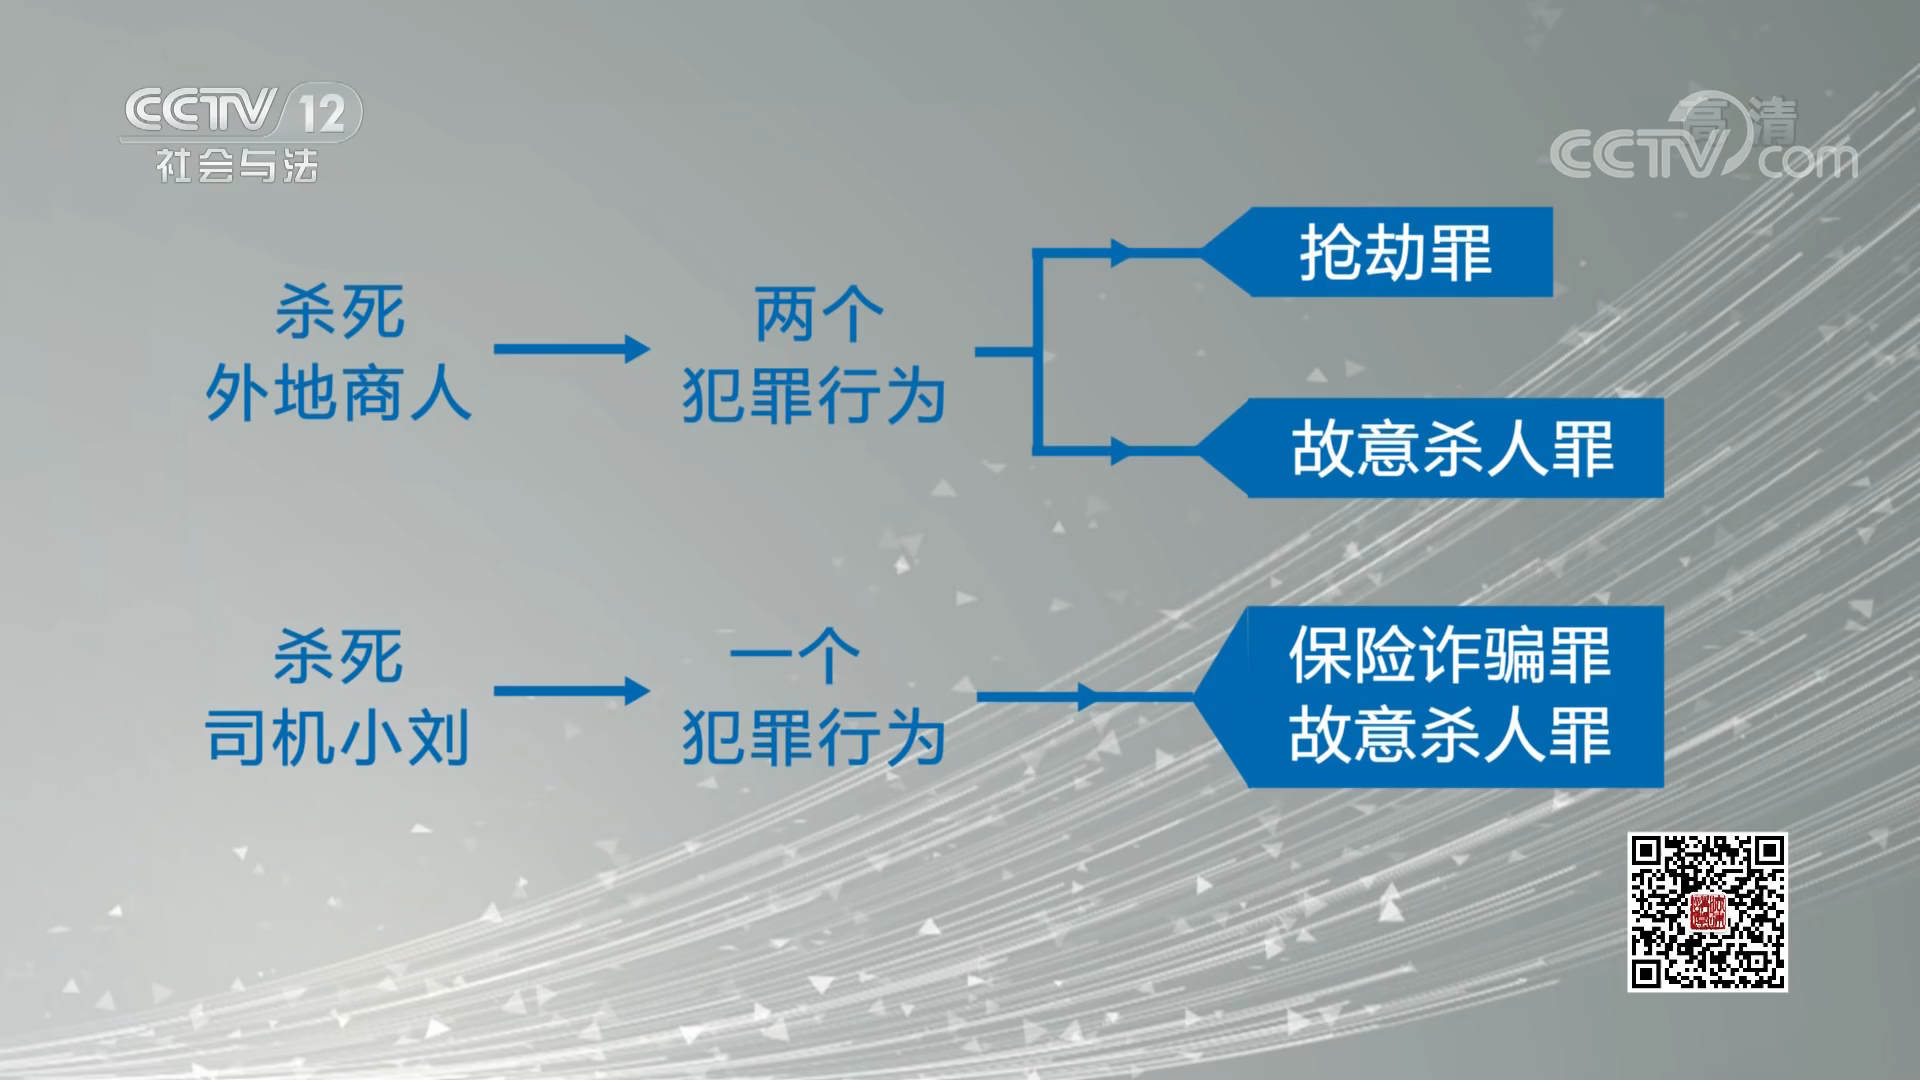 CCTV 12
社会与法
高清
CCTV com
杀死
外地商人
两个
犯罪行为
抢劫罪
故意杀人罪
杀死
司机小刘
一个
犯罪行为
保险诈骗罪
故意杀人罪